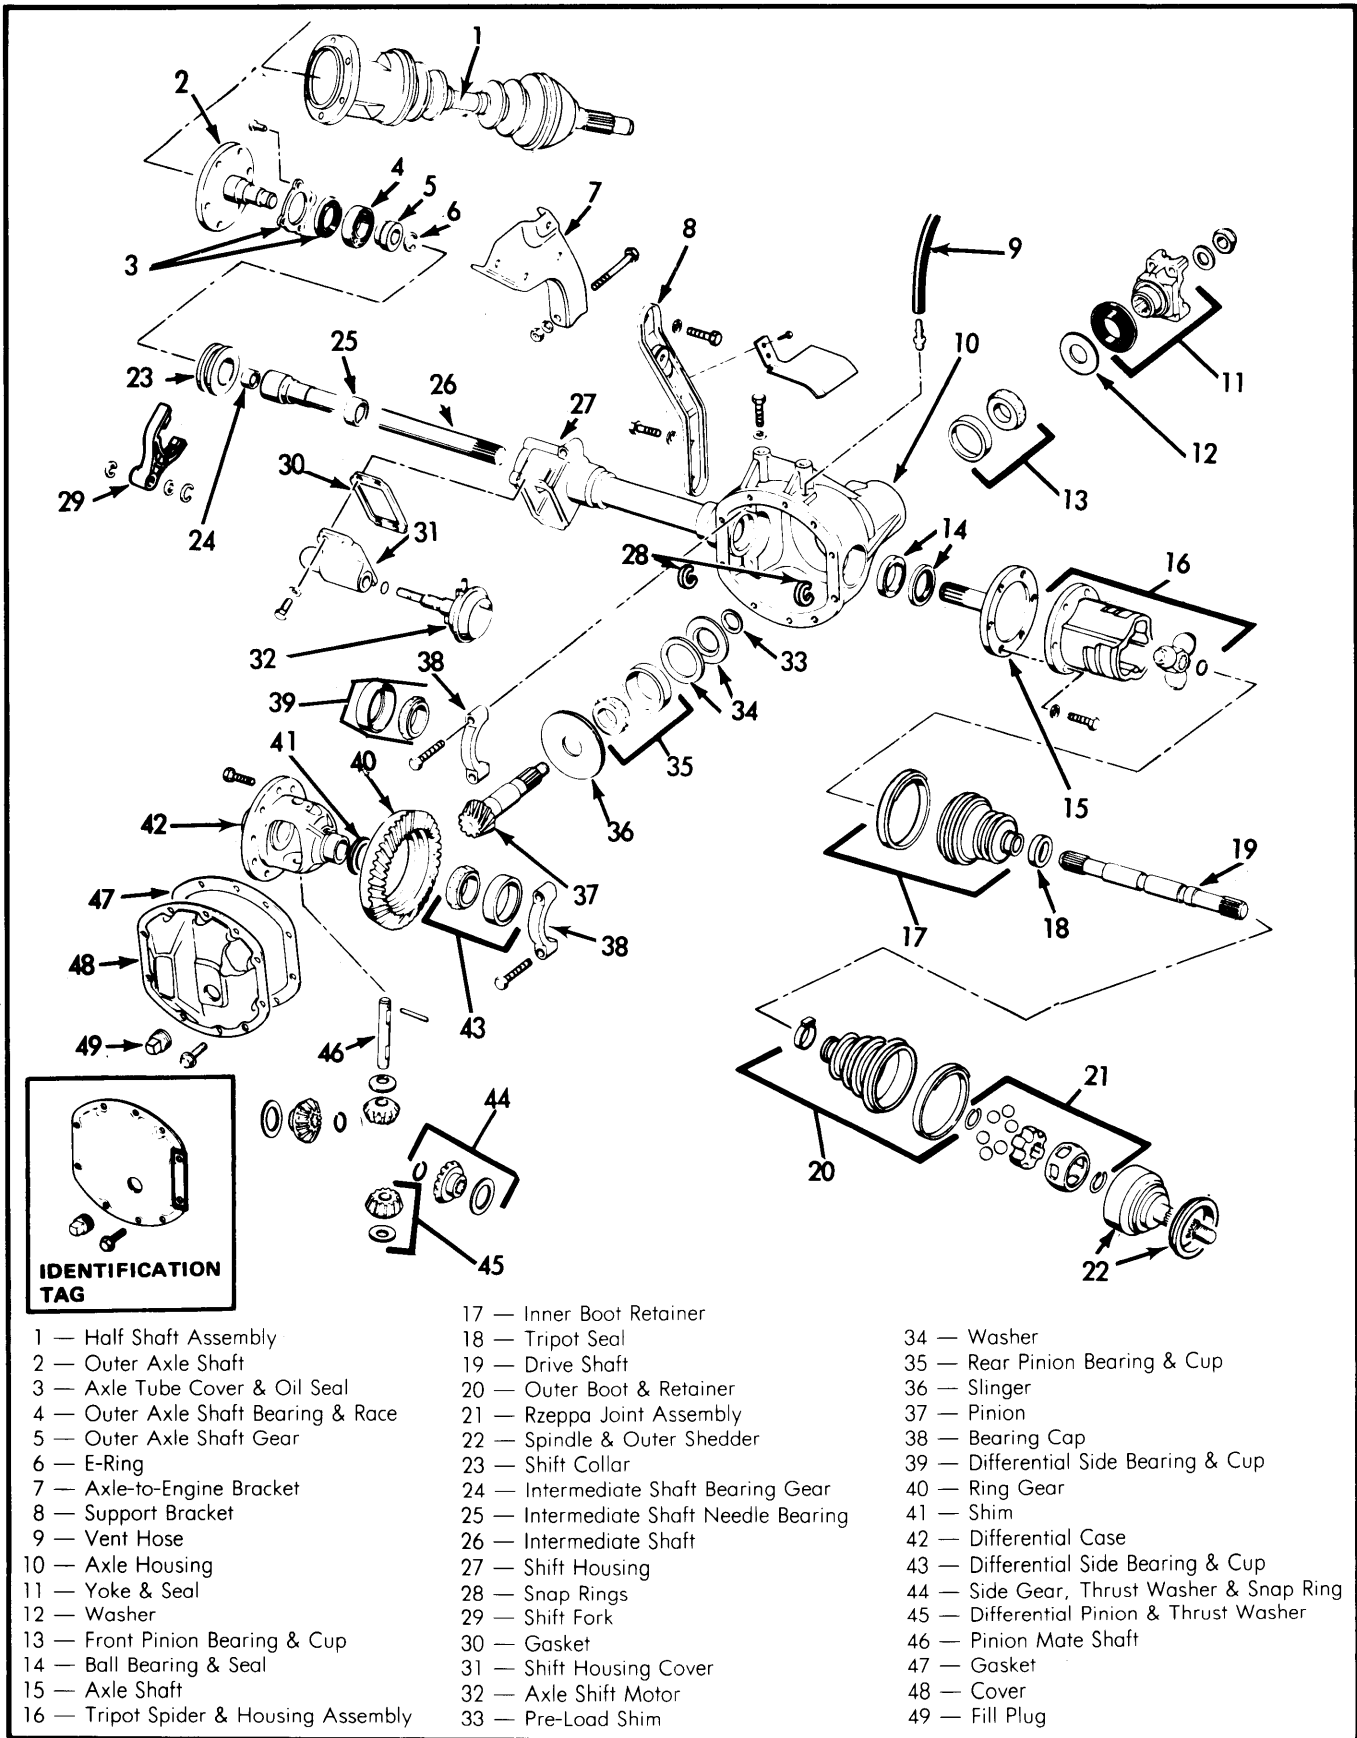 1
2
3
4
5
6
7
8
9
10
11
12
13
14
15
16
17
18
19
20
21
22
23
24
25
26
27
28
29
30
31
32
33
34
35
36
37
38
38
39
40
41
42
43
44
45
46
47
48
49
IDENTIFICATION
TAG
1 — Half Shaft Assembly
2 — Outer Axle Shaft
3 — Axle Tube Cover & Oil Seal
4 — Outer Axle Shaft Bearing & Race
5 — Outer Axle Shaft Gear
6 — E-Ring
7 — Axle-to-Engine Bracket
8 — Support Bracket
9 — Vent Hose
10 — Axle Housing
11 — Yoke & Seal
12 — Washer
13 — Front Pinion Bearing & Cup
14 — Ball Bearing & Seal
15 — Axle Shaft
16 — Tripot Spider & Housing Assembly
17 — Inner Boot Retainer
18 — Tripot Seal
19 — Drive Shaft
20 — Outer Boot & Retainer
21 — Rzeppa Joint Assembly
22 — Spindle & Outer Shedder
23 — Shift Collar
24 — Intermediate Shaft Bearing Gear
25 — Intermediate Shaft Needle Bearing
26 — Intermediate Shaft
27 — Shift Housing
28 — Snap Rings
29 — Shift Fork
30 — Gasket
31 — Shift Housing Cover
32 — Axle Shift Motor
33 — Pre-Load Shim
34 — Washer
35 — Rear Pinion Bearing & Cup
36 — Slinger
37 — Pinion
38 — Bearing Cap
39 — Differential Side Bearing & Cup
40 — Ring Gear
41 — Shim
42 — Differential Case
43 — Differential Side Bearing & Cup
44 — Side Gear, Thrust Washer & Snap Ring
45 — Differential Pinion & Thrust Washer
46 — Pinion Mate Shaft
47 — Gasket
48 — Cover
49 — Fill Plug